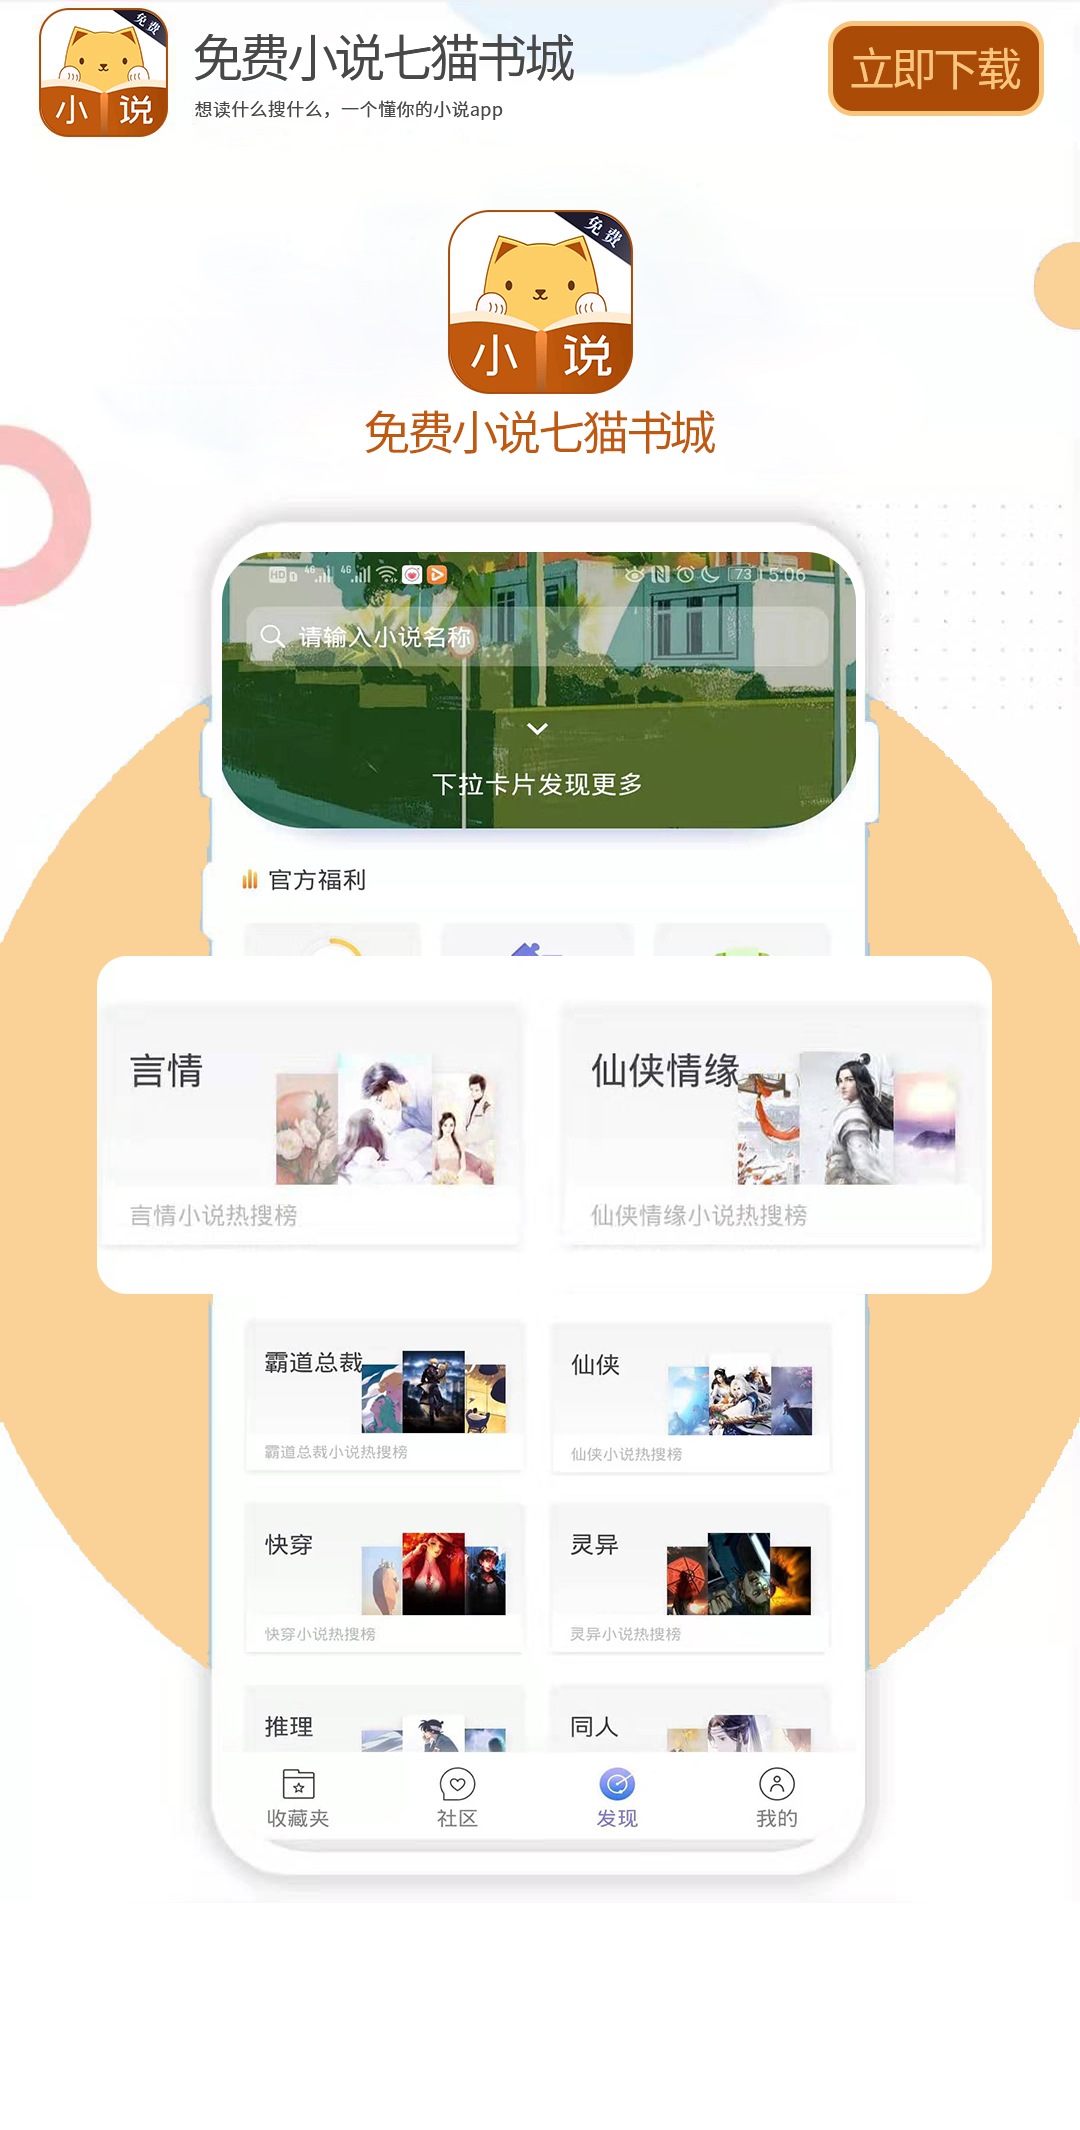 免费
小 说
免费小说七猫书城
想读什么搜什么，一个懂你的小说app
立即下载
免费
小 说
免费小说七猫书城
HD 4G 4G 73 5:06
请输入小说名称
下拉卡片发现更多
官方福利
言情
仙侠情缘
言情小说热搜榜
仙侠情缘小说热搜榜
霸道总裁
仙侠
霸道总裁小说热搜榜
仙侠小说热搜榜
快穿
灵异
快穿小说热搜榜
灵异小说热搜榜
推理
同人
收藏夹 社区 发现 我的